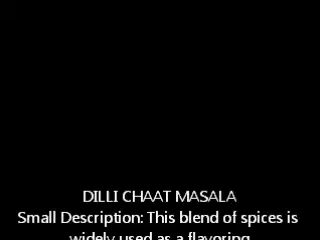 DILLI CHAAT MASALA
Small Description: This blend of spices is
widely used as a flavoring